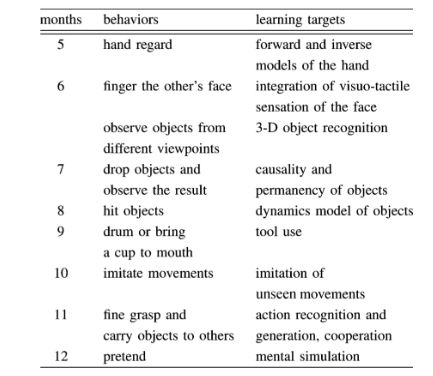 months behaviors learning targets
5 hand regard forward and inverse
models of the hand
6 finger the other's face integration of visuo-tactile
sensation of the face
observe objects from 3-D object recognition
different viewpoints
7 drop objects and causality and
observe the result permanency of objects
8 hit objects dynamics model of objects
9 drum or bring tool use
a cup to mouth
10 imitate movements imitation of
unseen movements
11 fine grasp and action recognition and
carry objects to others generation, cooperation
12 pretend mental simulation